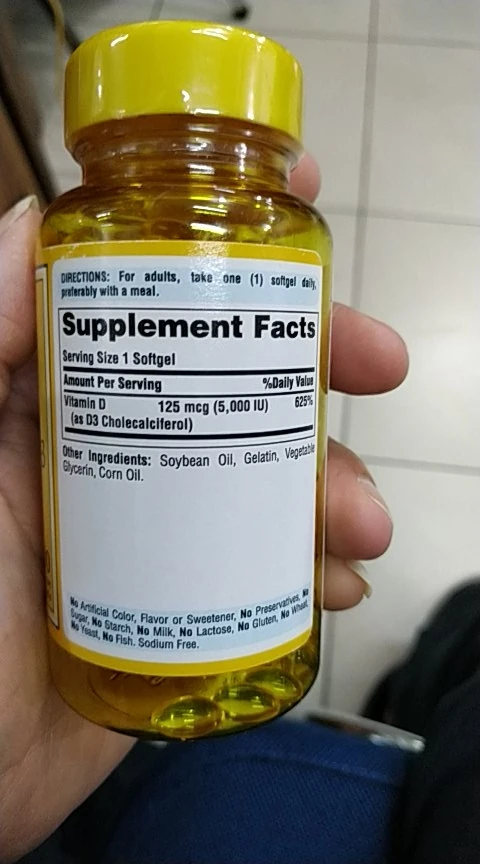 DIRECTIONS: For adults, take one (1) softgel daily,
preferably with a meal.
Supplement Facts
Serving Size 1 Softgel
Amount Per Serving %Daily Value
Vitamin D 125 mcg (5,000 IU) 625%
(as D3 Cholecalciferol)
Other Ingredients: Soybean Oil, Gelatin, Vegetable
Glycerin, Corn Oil.
No Artificial Color, Flavor or Sweetener, No Preservatives, No
Sugar, No Starch, No Milk, No Lactose, No Gluten, No Wheat,
No Yeast, No Fish. Sodium Free.